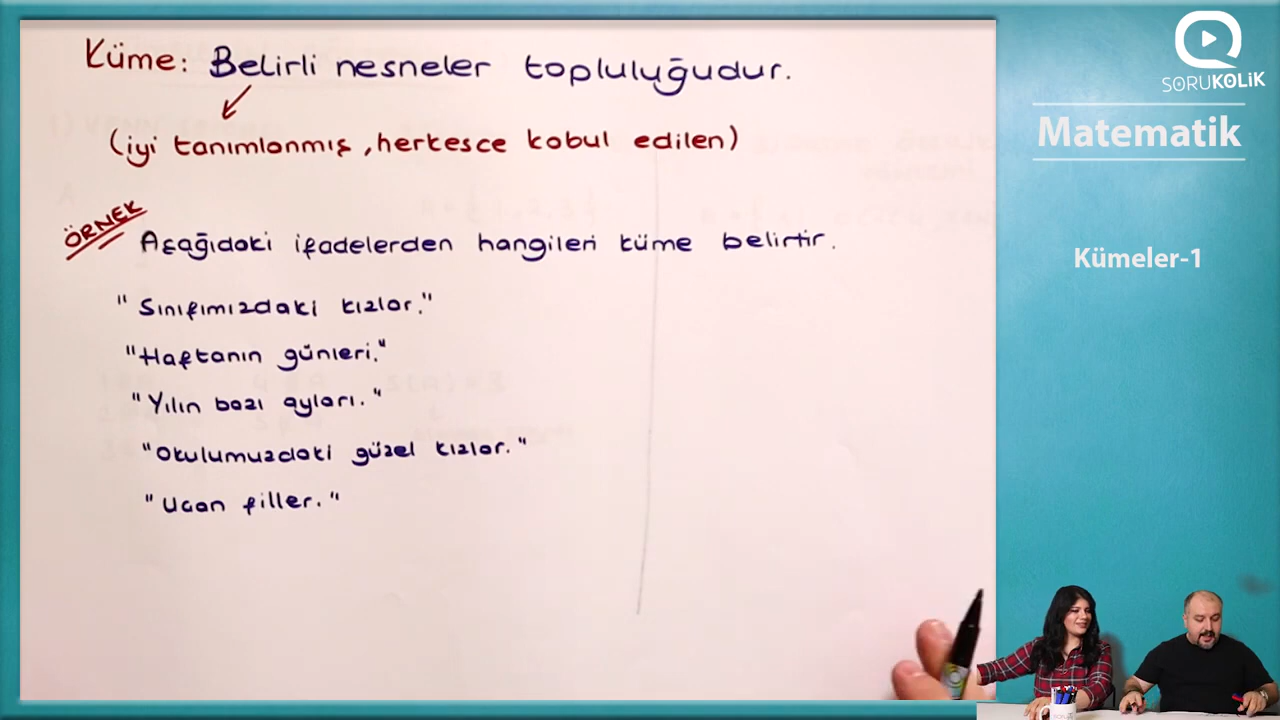 Küme: Belirli nesneler topluluğudur.
(iyi tanımlanmış, herkesce kabul edilen)
ÖRNEK
Aşağıdaki ifadelerden hangileri küme belirtir.
"Sınıfımızdaki kızlar."
"Haftanın günleri."
"Yılın bazı ayları."
"Okulumuzdaki güzel kızlar."
"Uçan filler."
SORUKOLİK
Matematik
Kümeler-1